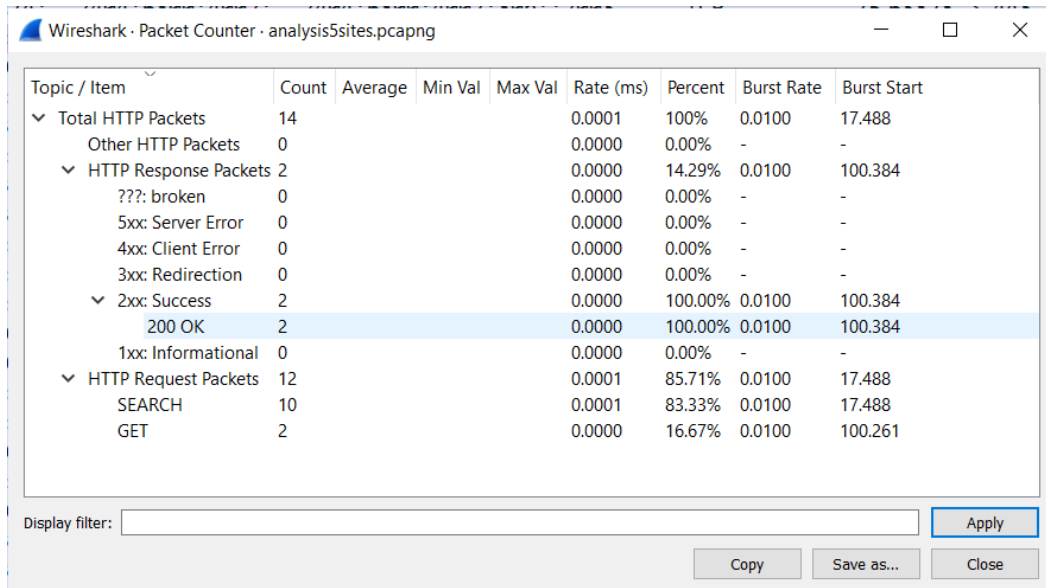 Wireshark · Packet Counter · analysis5sites.pcapng
Topic / Item Count Average Min Val Max Val Rate (ms) Percent Burst Rate Burst Start
Total HTTP Packets 14 0.0001 100% 0.0100 17.488
Other HTTP Packets 0 0.0000 0.00% - -
HTTP Response Packets 2 0.0000 14.29% 0.0100 100.384
???: broken 0 0.0000 0.00% - -
5xx: Server Error 0 0.0000 0.00% - -
4xx: Client Error 0 0.0000 0.00% - -
3xx: Redirection 0 0.0000 0.00% - -
2xx: Success 2 0.0000 100.00% 0.0100 100.384
200 OK 2 0.0000 100.00% 0.0100 100.384
1xx: Informational 0 0.0000 0.00% - -
HTTP Request Packets 12 0.0001 85.71% 0.0100 17.488
SEARCH 10 0.0001 83.33% 0.0100 17.488
GET 2 0.0000 16.67% 0.0100 100.261
Display filter: Apply
Copy Save as... Close